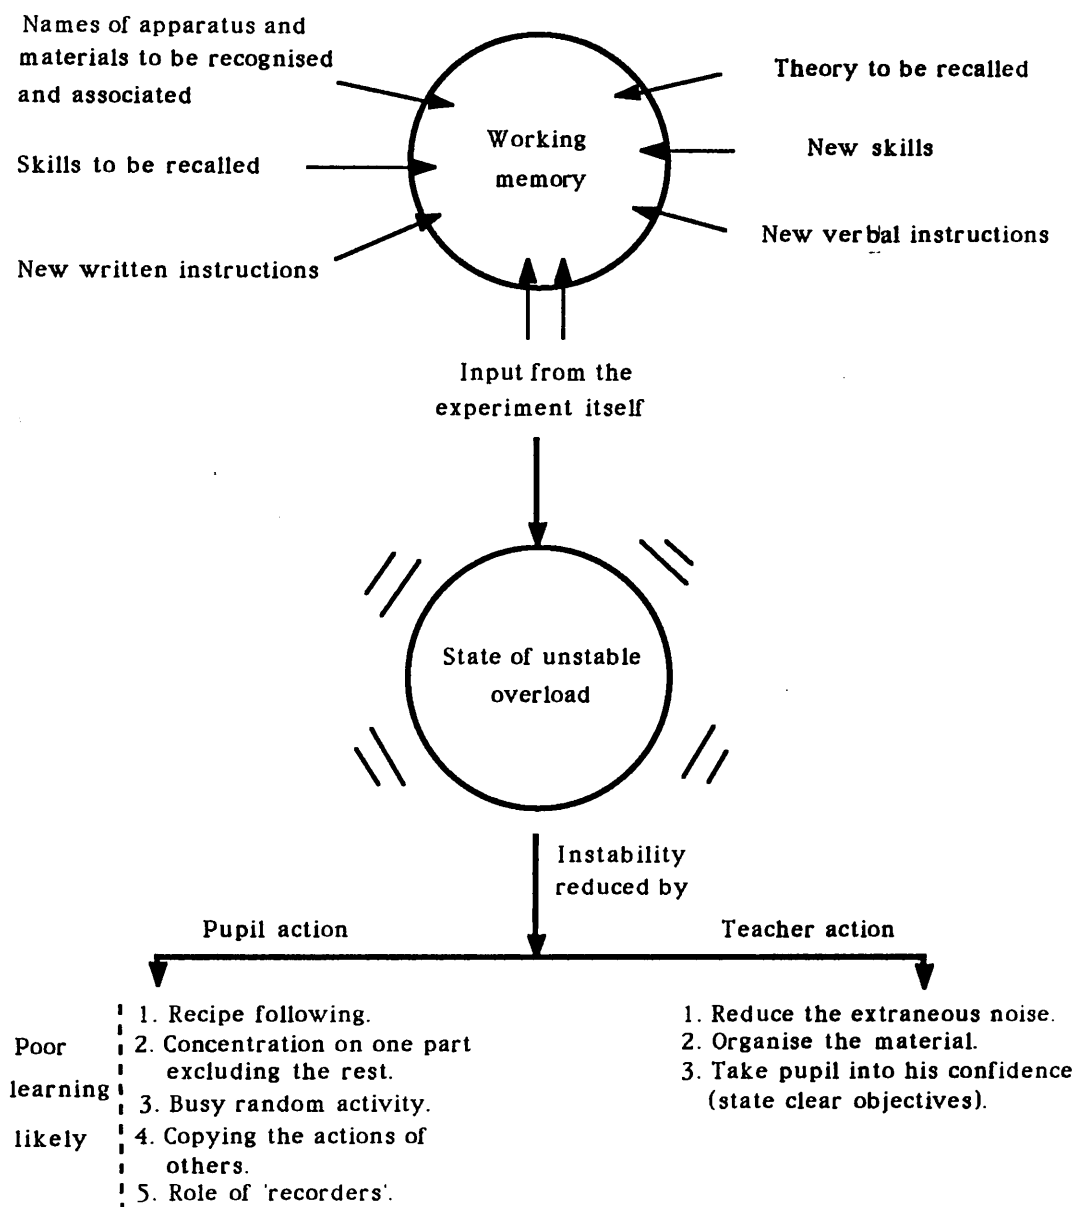 Names of apparatus and
materials to be recognised
and associated
Theory to be recalled
Working
memory
Skills to be recalled
New skills
New written instructions
New verbal instructions
Input from the
experiment itself
State of unstable
overload
Instability
reduced by
Pupil action
Teacher action
Poor
learning
likely
1. Recipe following.
2. Concentration on one part
excluding the rest.
3. Busy random activity.
4. Copying the actions of
others.
5. Role of 'recorders'.
1. Reduce the extraneous noise.
2. Organise the material.
3. Take pupil into his confidence
(state clear objectives).